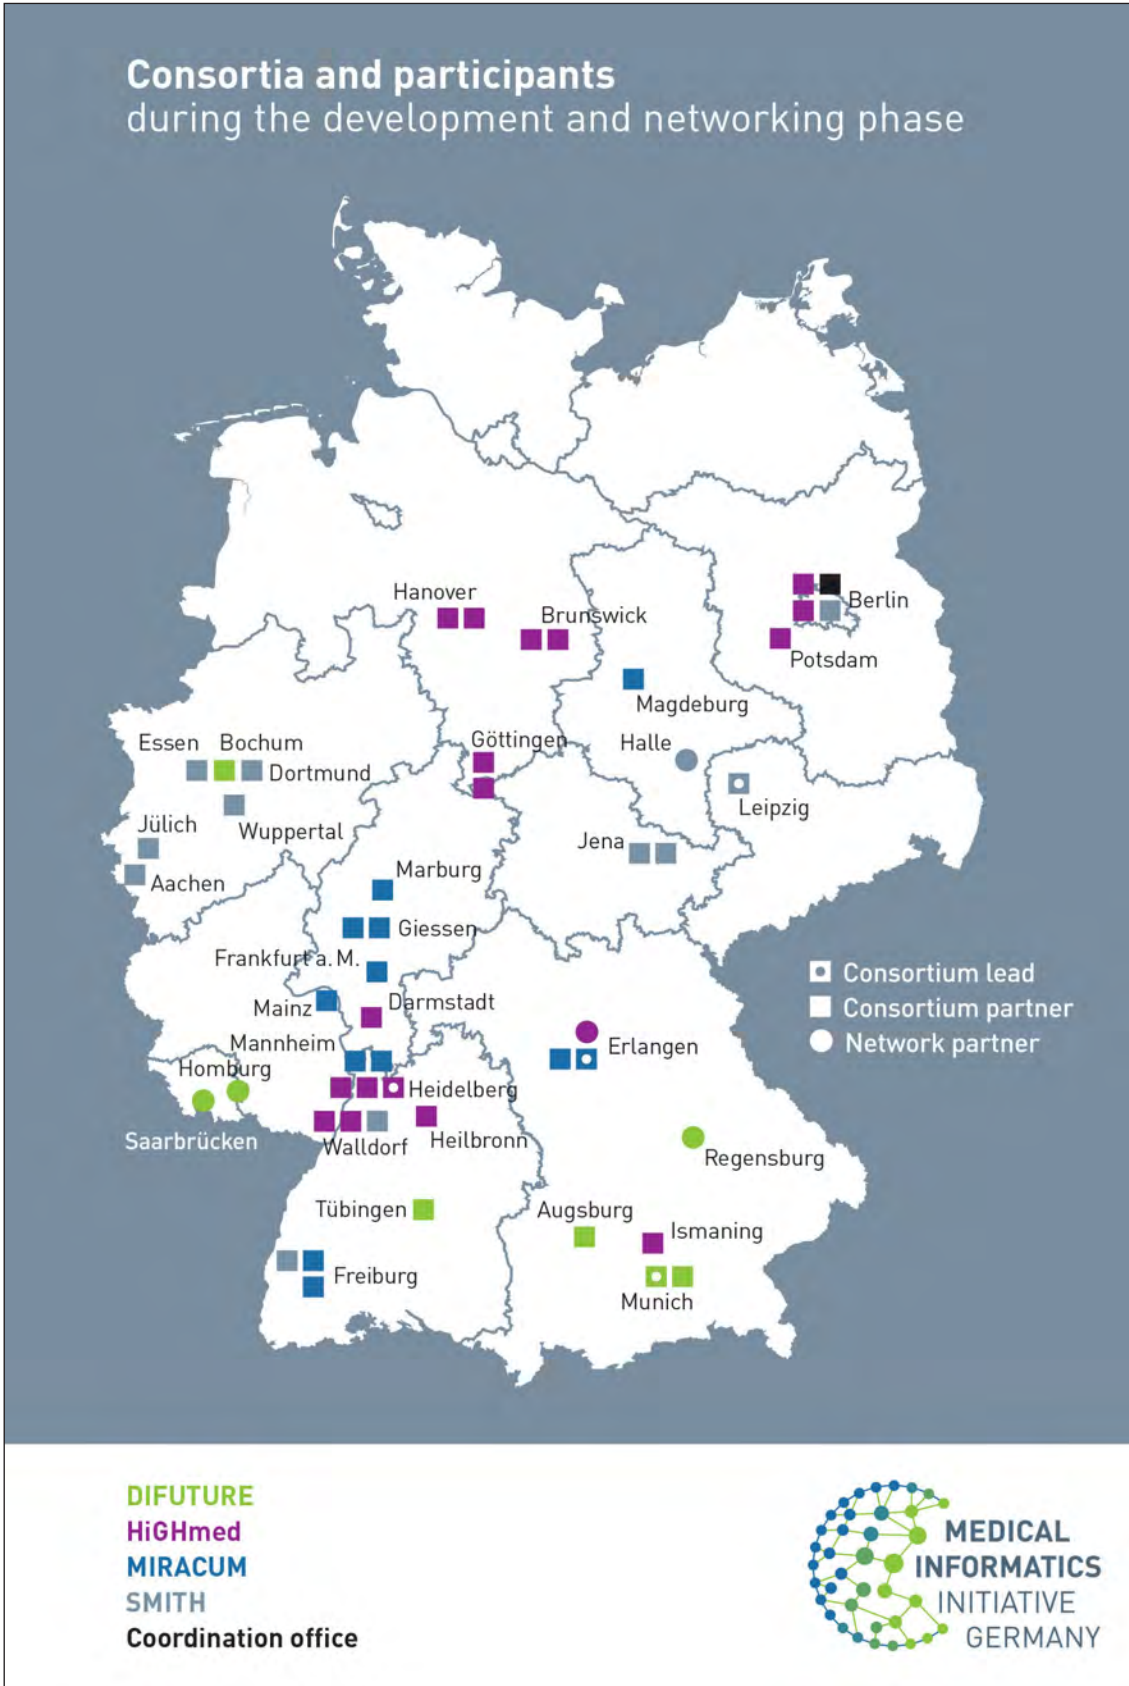 Consortia and participants
during the development and networking phase
Hanover
Brunswick
Berlin
Potsdam
Magdeburg
Essen
Bochum
Göttingen
Halle
Dortmund
Leipzig
Jülich
Wuppertal
Jena
Aachen
Marburg
Giessen
Frankfurt a. M.
Consortium lead
Mainz
Darmstadt
Consortium partner
Mannheim
Erlangen
Network partner
Homburg
Heidelberg
Saarbrücken
Walldorf
Heilbronn
Regensburg
Tübingen
Augsburg
Ismaning
Freiburg
Munich
DIFUTURE
HiGHmed
MIRACUM
SMITH
Coordination office
MEDICAL
INFORMATICS
INITIATIVE
GERMANY